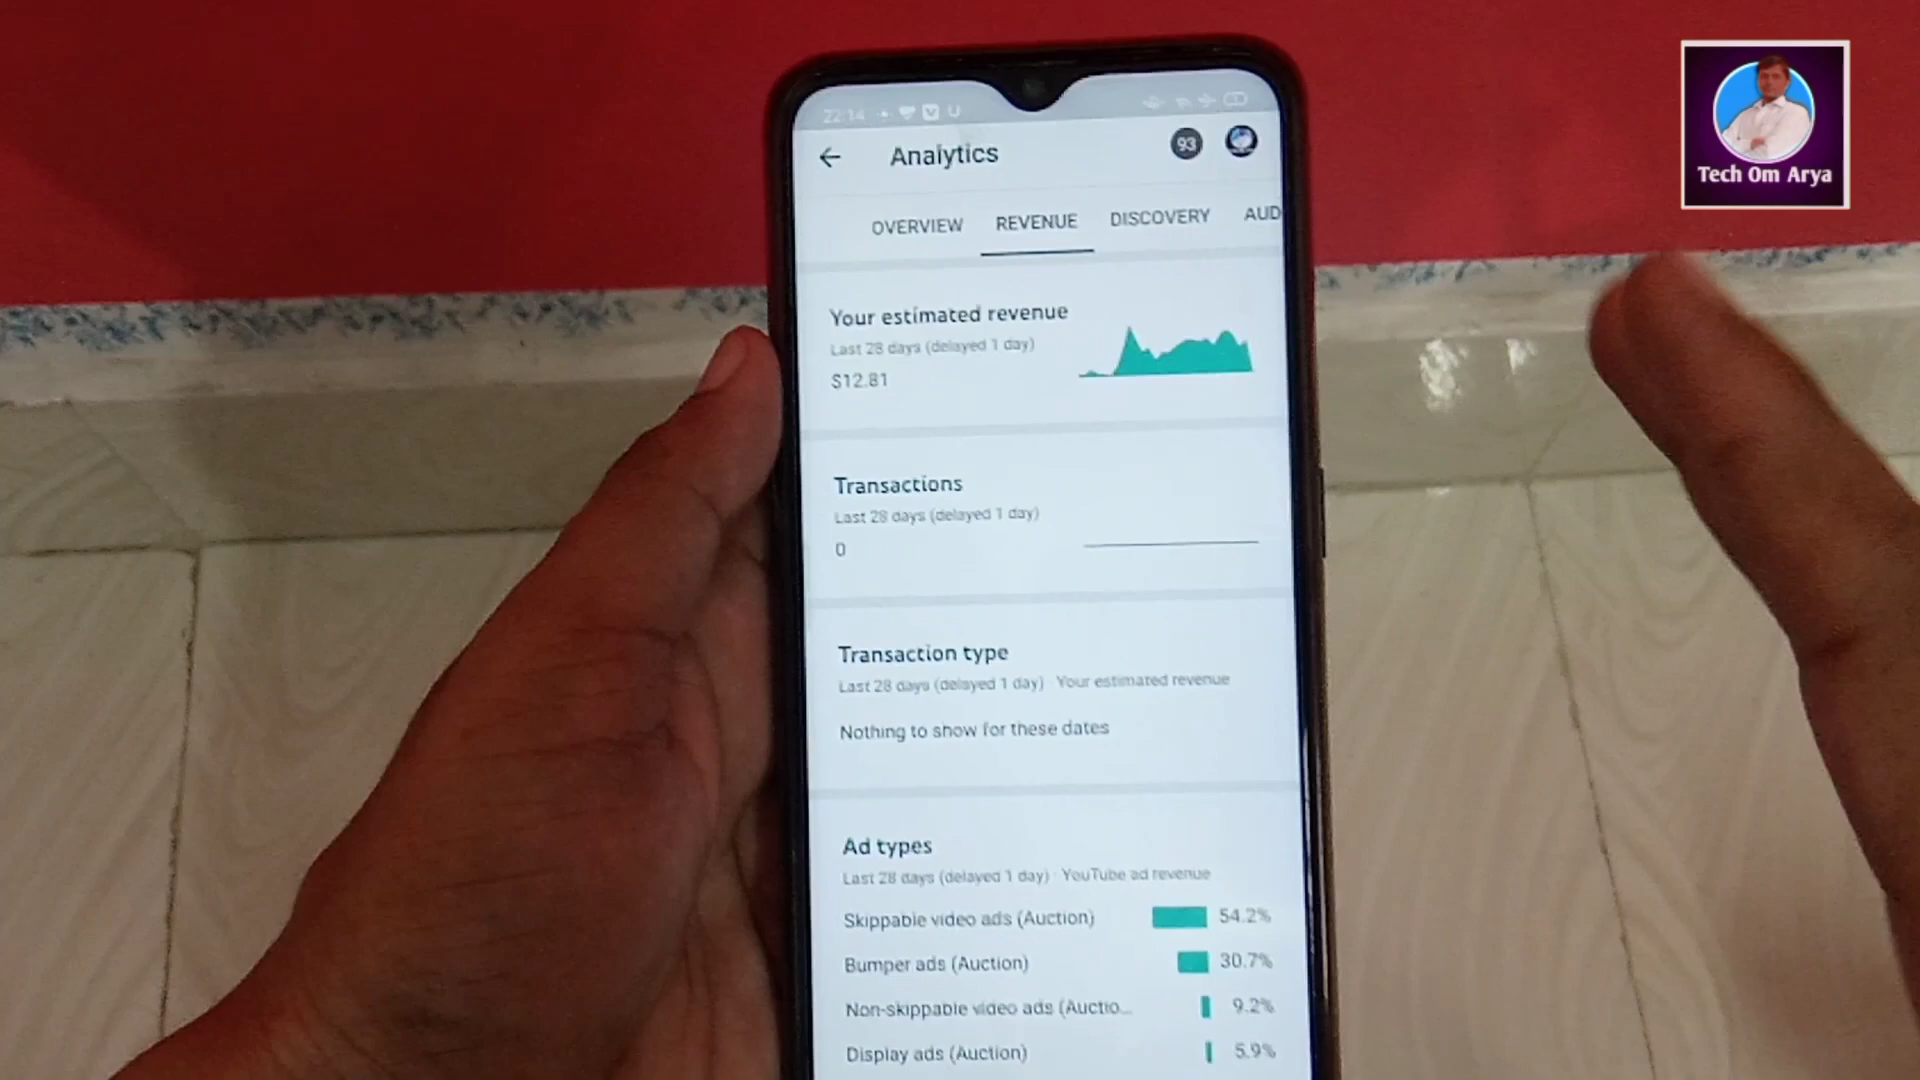 Tech Om Arya
22:14
Analytics
93
OVERVIEW REVENUE DISCOVERY AUD
Your estimated revenue
Last 28 days (delayed 1 day)
$12.81
Transactions
Last 28 days (delayed 1 day)
0
Transaction type
Last 28 days (delayed 1 day) · Your estimated revenue
Nothing to show for these dates
Ad types
Last 28 days (delayed 1 day) · YouTube ad revenue
Skippable video ads (Auction) 54.2%
Bumper ads (Auction) 30.7%
Non-skippable video ads (Auctio... 9.2%
Display ads (Auction) 5.9%